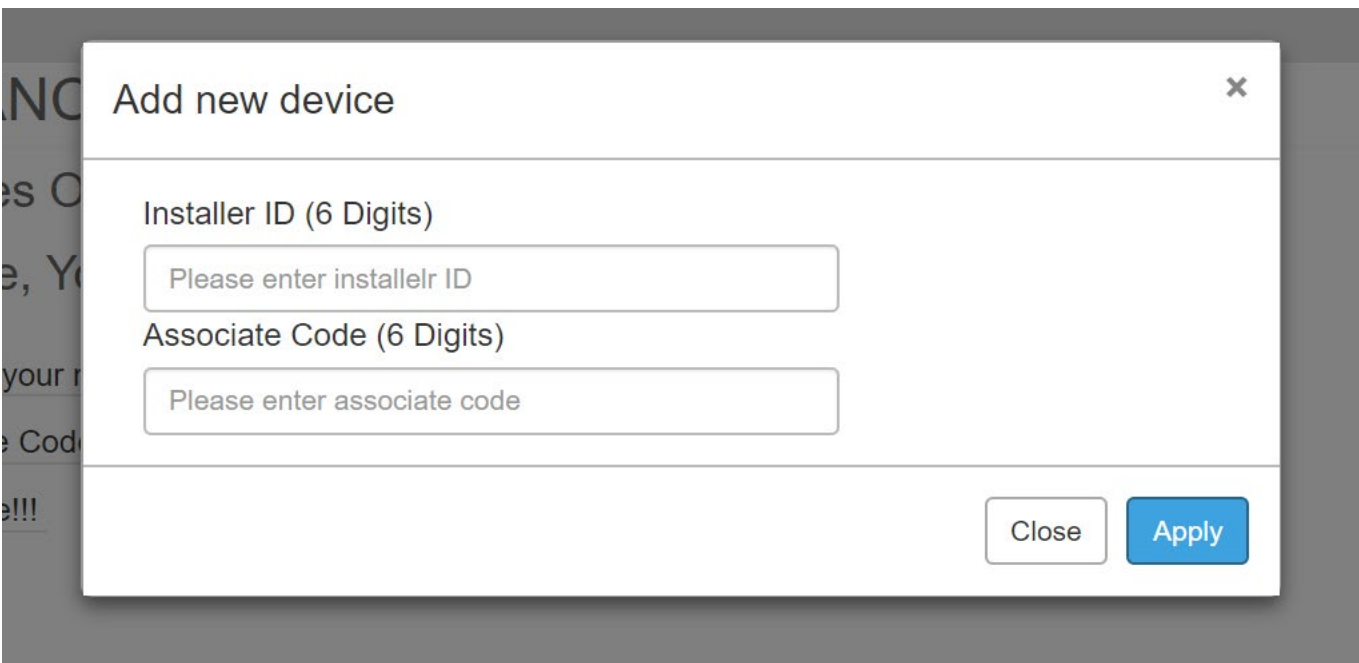 Add new device
×
Installer ID (6 Digits)
Please enter installelr ID
Associate Code (6 Digits)
Please enter associate code
Close Apply
your
e!!!